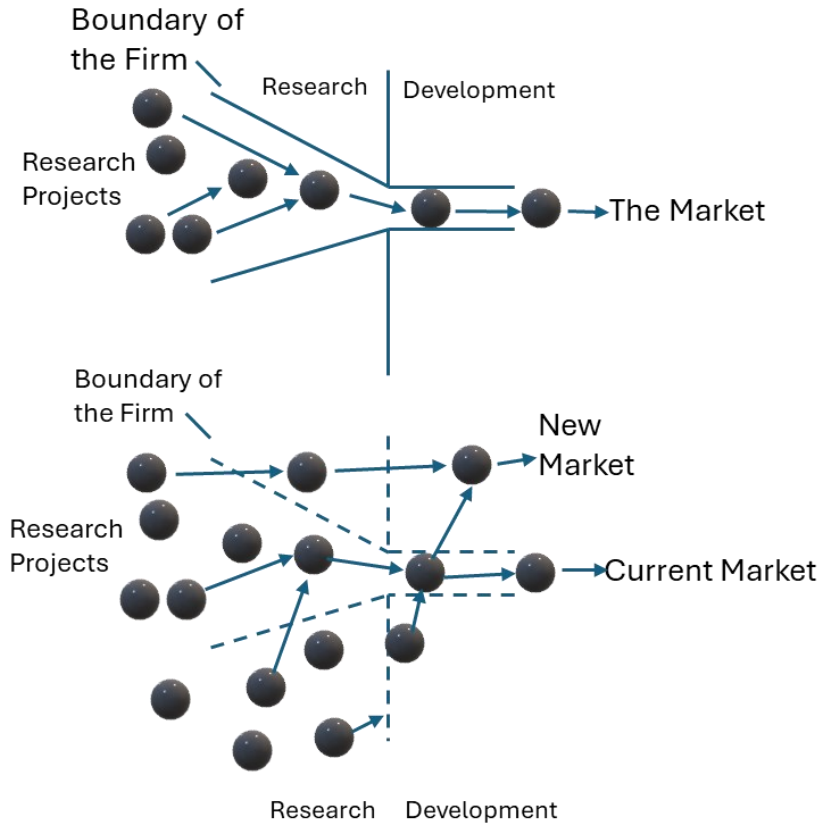 Boundary of
the Firm
Research
Development
Research
Projects
The Market
Boundary of
the Firm
New
Market
Research
Projects
Current Market
Research
Development